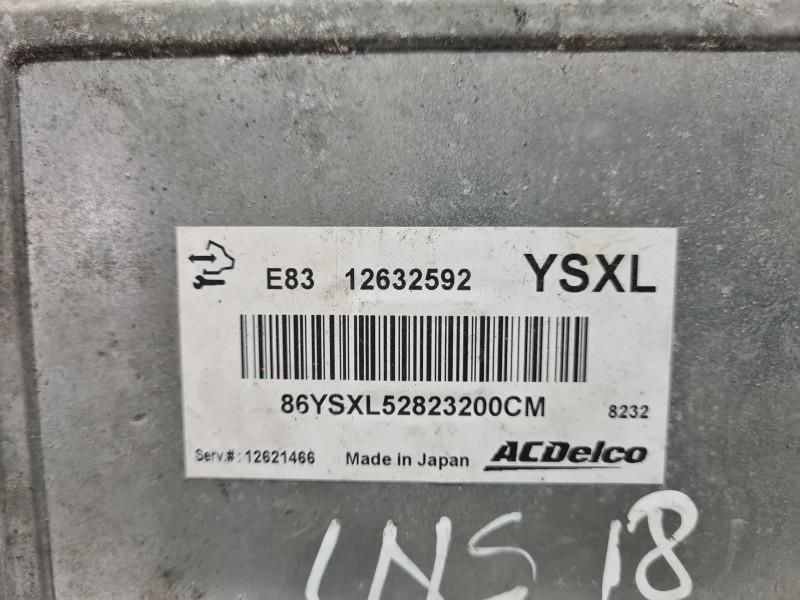 E83 12632592 YSXL
86YSXL52823200CM 8232
Serv.#: 12621466 Made in Japan ACDelco
LNS 18